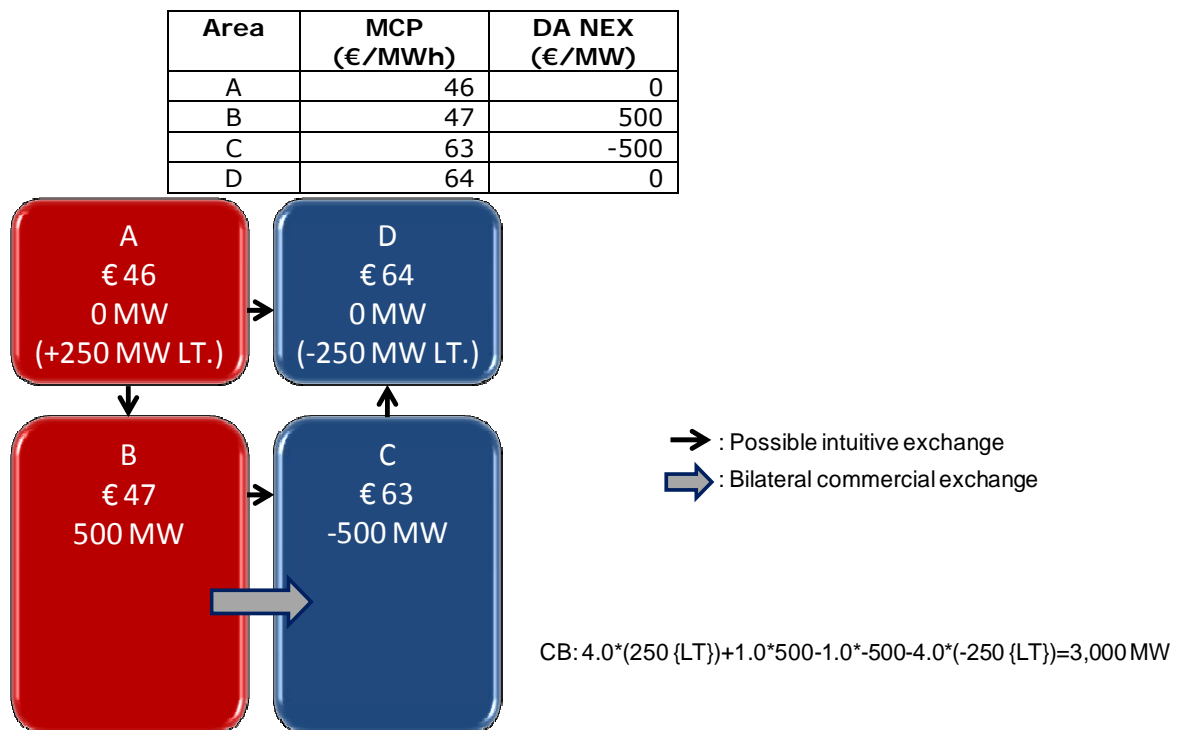 Area MCP (€/MWh) DA NEX (€/MW)
A 46 0
B 47 500
C 63 -500
D 64 0
A
€ 46
0 MW
(+250 MW LT.)
D
€ 64
0 MW
(-250 MW LT.)
B
€ 47
500 MW
C
€ 63
-500 MW
: Possible intuitive exchange
: Bilateral commercial exchange
CB: 4.0*(250 {LT})+1.0*500-1.0*-500-4.0*(-250 {LT})=3,000 MW